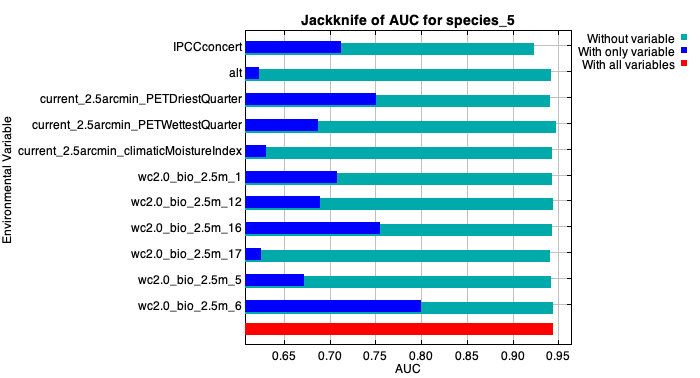 Jackknife of AUC for species_5
Without variable
With only variable
With all variables
Environmental Variable
IPCCconcert
alt
current_2.5arcmin_PETDriestQuarter
current_2.5arcmin_PETWettestQuarter
current_2.5arcmin_climaticMoistureIndex
wc2.0_bio_2.5m_1
wc2.0_bio_2.5m_12
wc2.0_bio_2.5m_16
wc2.0_bio_2.5m_17
wc2.0_bio_2.5m_5
wc2.0_bio_2.5m_6
0.65 0.70 0.75 0.80 0.85 0.90 0.95
AUC